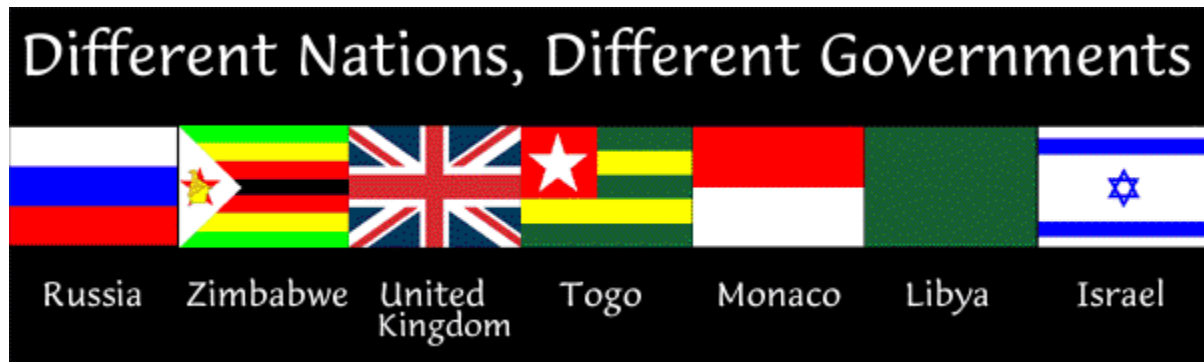 Different Nations, Different Governments
Russia
Zimbabwe
United
Kingdom
Togo
Monaco
Libya
Israel